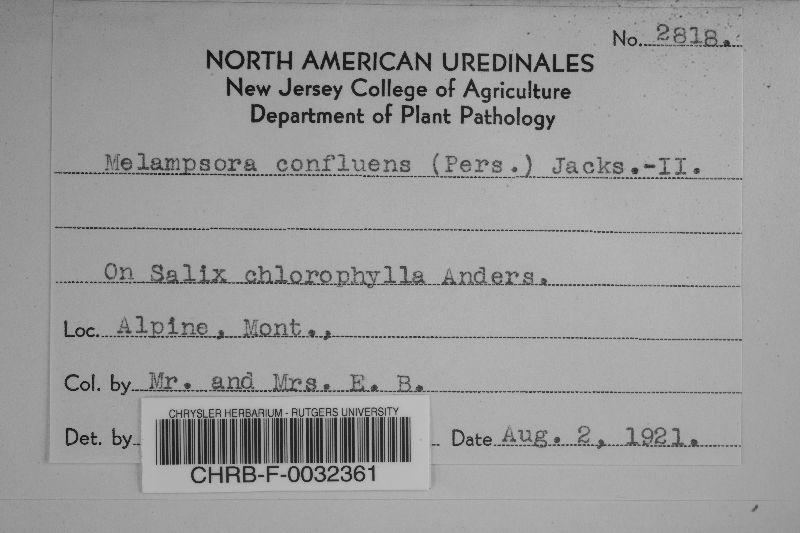 No. 2818.
NORTH AMERICAN UREDINALES
New Jersey College of Agriculture
Department of Plant Pathology
Melampsora confluens (Pers.) Jacks.-II.
On Salix chlorophylla Anders.
Loc. Alpine, Mont.,
Col. by Mr. and Mrs. E. B.
Det. by
Date Aug. 2, 1921.
CHRYSLER HERBARIUM - RUTGERS UNIVERSITY
CHRB-F-0032361